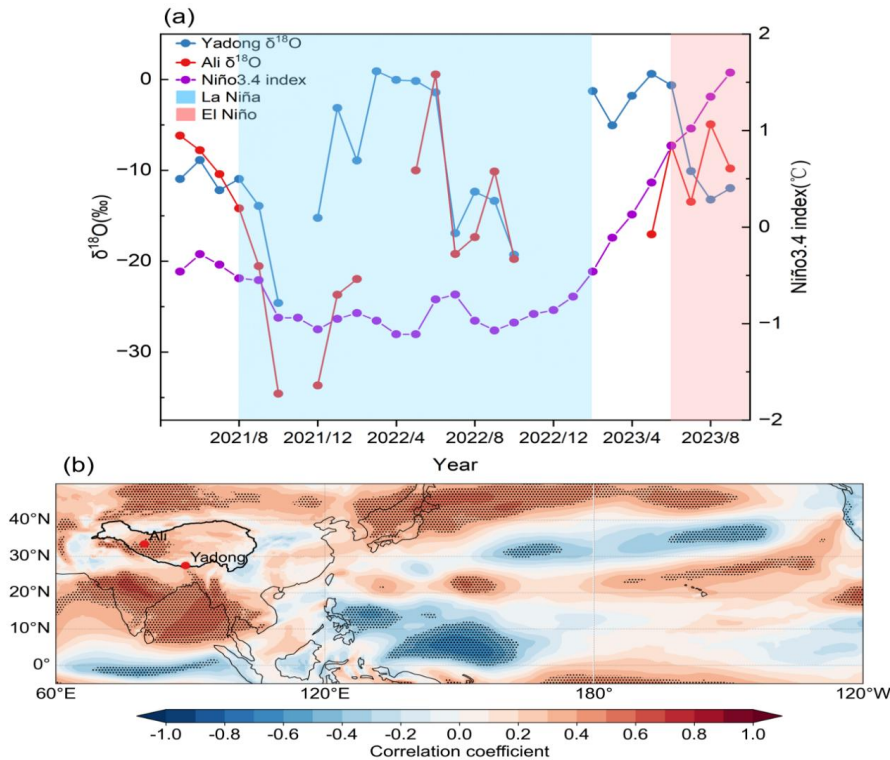 (a)
Yadong δ¹⁸O
Ali δ¹⁸O
Niño3.4 index
La Niña
El Niño
0
−10
−20
−30
δ¹⁸O(‰)
2
1
0
−1
−2
Niño3.4 index(℃)
2021/8 2021/12 2022/4 2022/8 2022/12 2023/4 2023/8
Year
(b)
40°N
30°N
20°N
10°N
0°
Ali
Yadong
60°E 120°E 180° 120°W
-1.0 -0.8 -0.6 -0.4 -0.2 0.0 0.2 0.4 0.6 0.8 1.0
Correlation coefficient